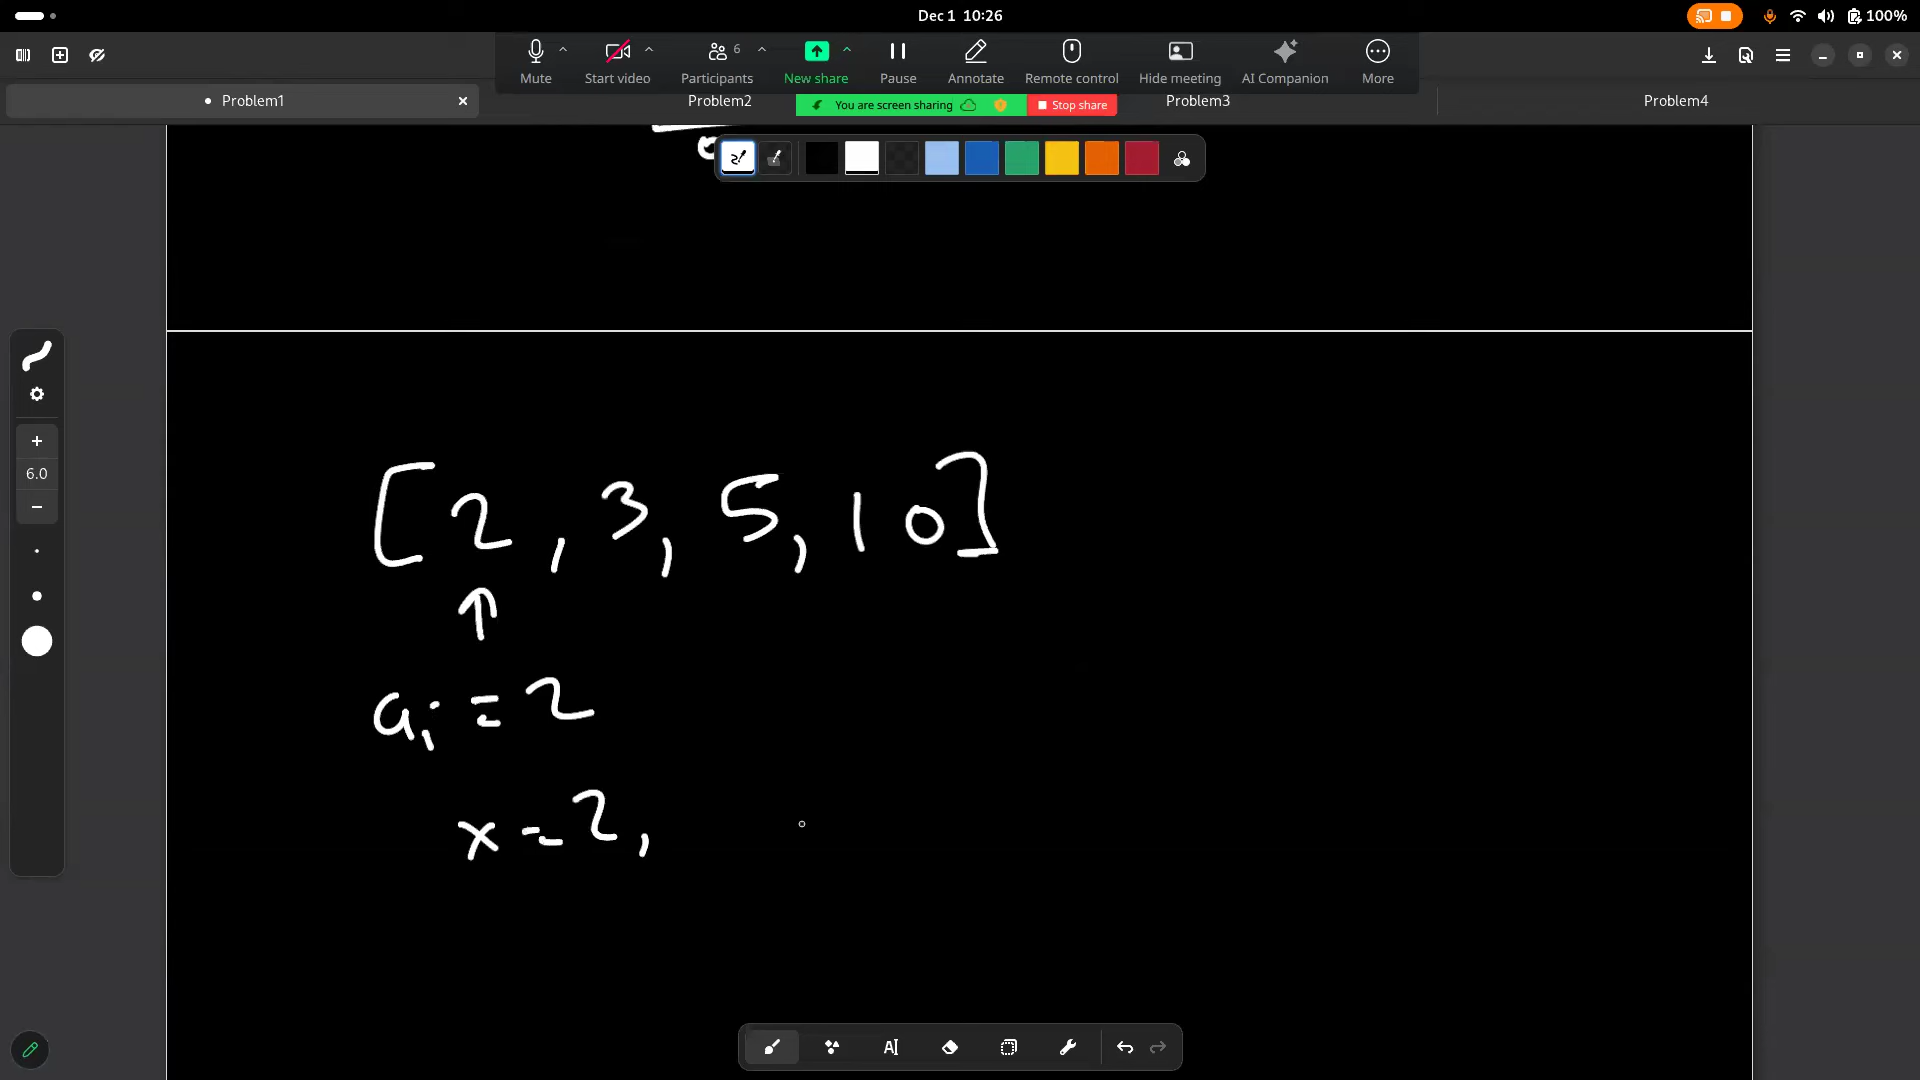 Dec 1 10:26
100%
Mute
Start video
Participants
6
New share
Pause
Annotate
Remote control
Hide meeting
AI Companion
More
Problem1
Problem2
You are screen sharing
Stop share
Problem3
Problem4
6.0
[2, 3, 5, 10]
↑
ai = 2
x = 2,